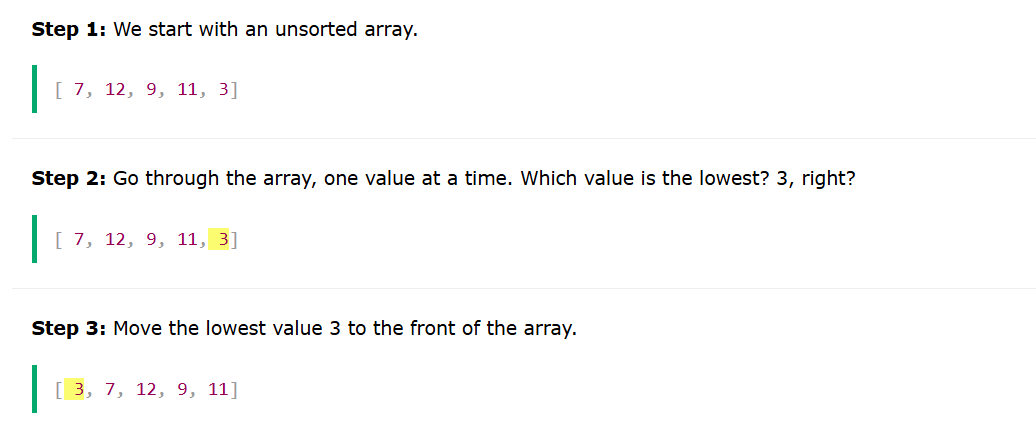 Step 1: We start with an unsorted array.
[ 7, 12, 9, 11, 3]
Step 2: Go through the array, one value at a time. Which value is the lowest? 3, right?
[ 7, 12, 9, 11, 3]
Step 3: Move the lowest value 3 to the front of the array.
[ 3, 7, 12, 9, 11]